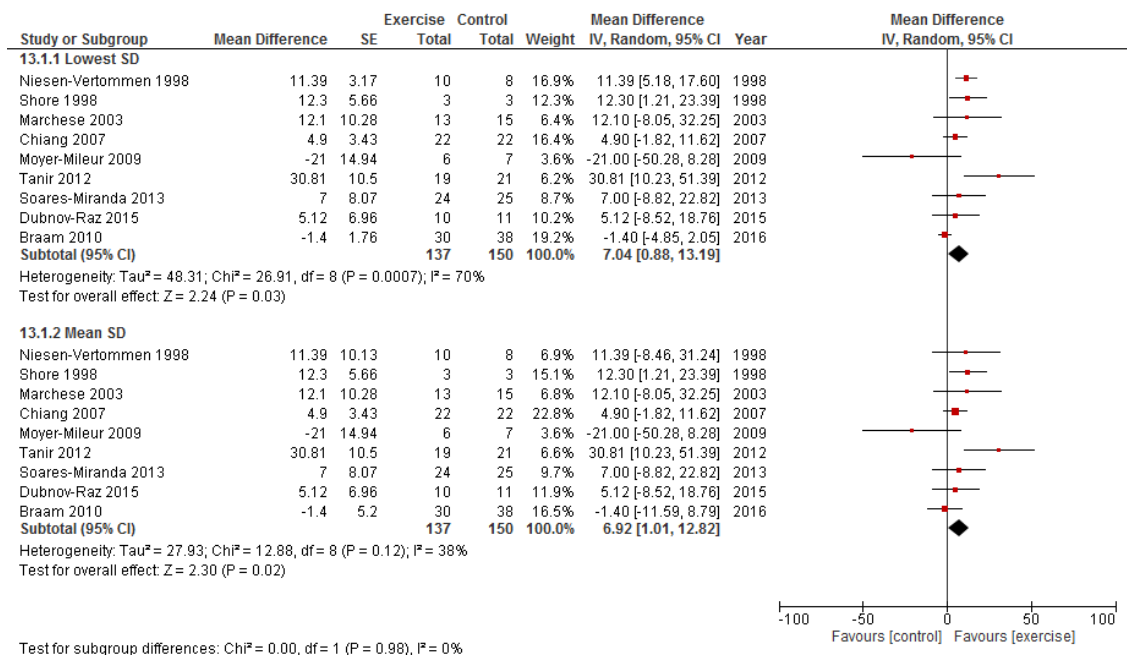 Exercise Control Mean Difference Mean Difference
Study or Subgroup Mean Difference SE Total Total Weight IV, Random, 95% CI Year IV, Random, 95% CI
13.1.1 Lowest SD
Niesen-Vertommen 1998 11.39 3.17 10 8 16.9% 11.39 [5.18, 17.60] 1998
Shore 1998 12.3 5.66 3 3 12.3% 12.30 [1.21, 23.39] 1998
Marchese 2003 12.1 10.28 13 15 6.4% 12.10 [-8.05, 32.25] 2003
Chiang 2007 4.9 3.43 22 22 16.4% 4.90 [-1.82, 11.62] 2007
Moyer-Mileur 2009 -21 14.94 6 7 3.6% -21.00 [-50.28, 8.28] 2009
Tanir 2012 30.81 10.5 19 21 6.2% 30.81 [10.23, 51.39] 2012
Soares-Miranda 2013 7 8.07 24 25 8.7% 7.00 [-8.82, 22.82] 2013
Dubnov-Raz 2015 5.12 6.96 10 11 10.2% 5.12 [-8.52, 18.76] 2015
Braam 2010 -1.4 1.76 30 38 19.2% -1.40 [-4.85, 2.05] 2016
Subtotal (95% CI) 137 150 100.0% 7.04 [0.88, 13.19]
Heterogeneity: Tau² = 48.31; Chi² = 26.91, df = 8 (P = 0.0007); I² = 70%
Test for overall effect: Z = 2.24 (P = 0.03)
13.1.2 Mean SD
Niesen-Vertommen 1998 11.39 10.13 10 8 6.9% 11.39 [-8.46, 31.24] 1998
Shore 1998 12.3 5.66 3 3 15.1% 12.30 [1.21, 23.39] 1998
Marchese 2003 12.1 10.28 13 15 6.8% 12.10 [-8.05, 32.25] 2003
Chiang 2007 4.9 3.43 22 22 22.8% 4.90 [-1.82, 11.62] 2007
Moyer-Mileur 2009 -21 14.94 6 7 3.6% -21.00 [-50.28, 8.28] 2009
Tanir 2012 30.81 10.5 19 21 6.6% 30.81 [10.23, 51.39] 2012
Soares-Miranda 2013 7 8.07 24 25 9.7% 7.00 [-8.82, 22.82] 2013
Dubnov-Raz 2015 5.12 6.96 10 11 11.9% 5.12 [-8.52, 18.76] 2015
Braam 2010 -1.4 5.2 30 38 16.5% -1.40 [-11.59, 8.79] 2016
Subtotal (95% CI) 137 150 100.0% 6.92 [1.01, 12.82]
Heterogeneity: Tau² = 27.93; Chi² = 12.88, df = 8 (P = 0.12); I² = 38%
Test for overall effect: Z = 2.30 (P = 0.02)
-100 -50 0 50 100
Favours [control] Favours [exercise]
Test for subgroup differences: Chi² = 0.00, df = 1 (P = 0.98), I² = 0%